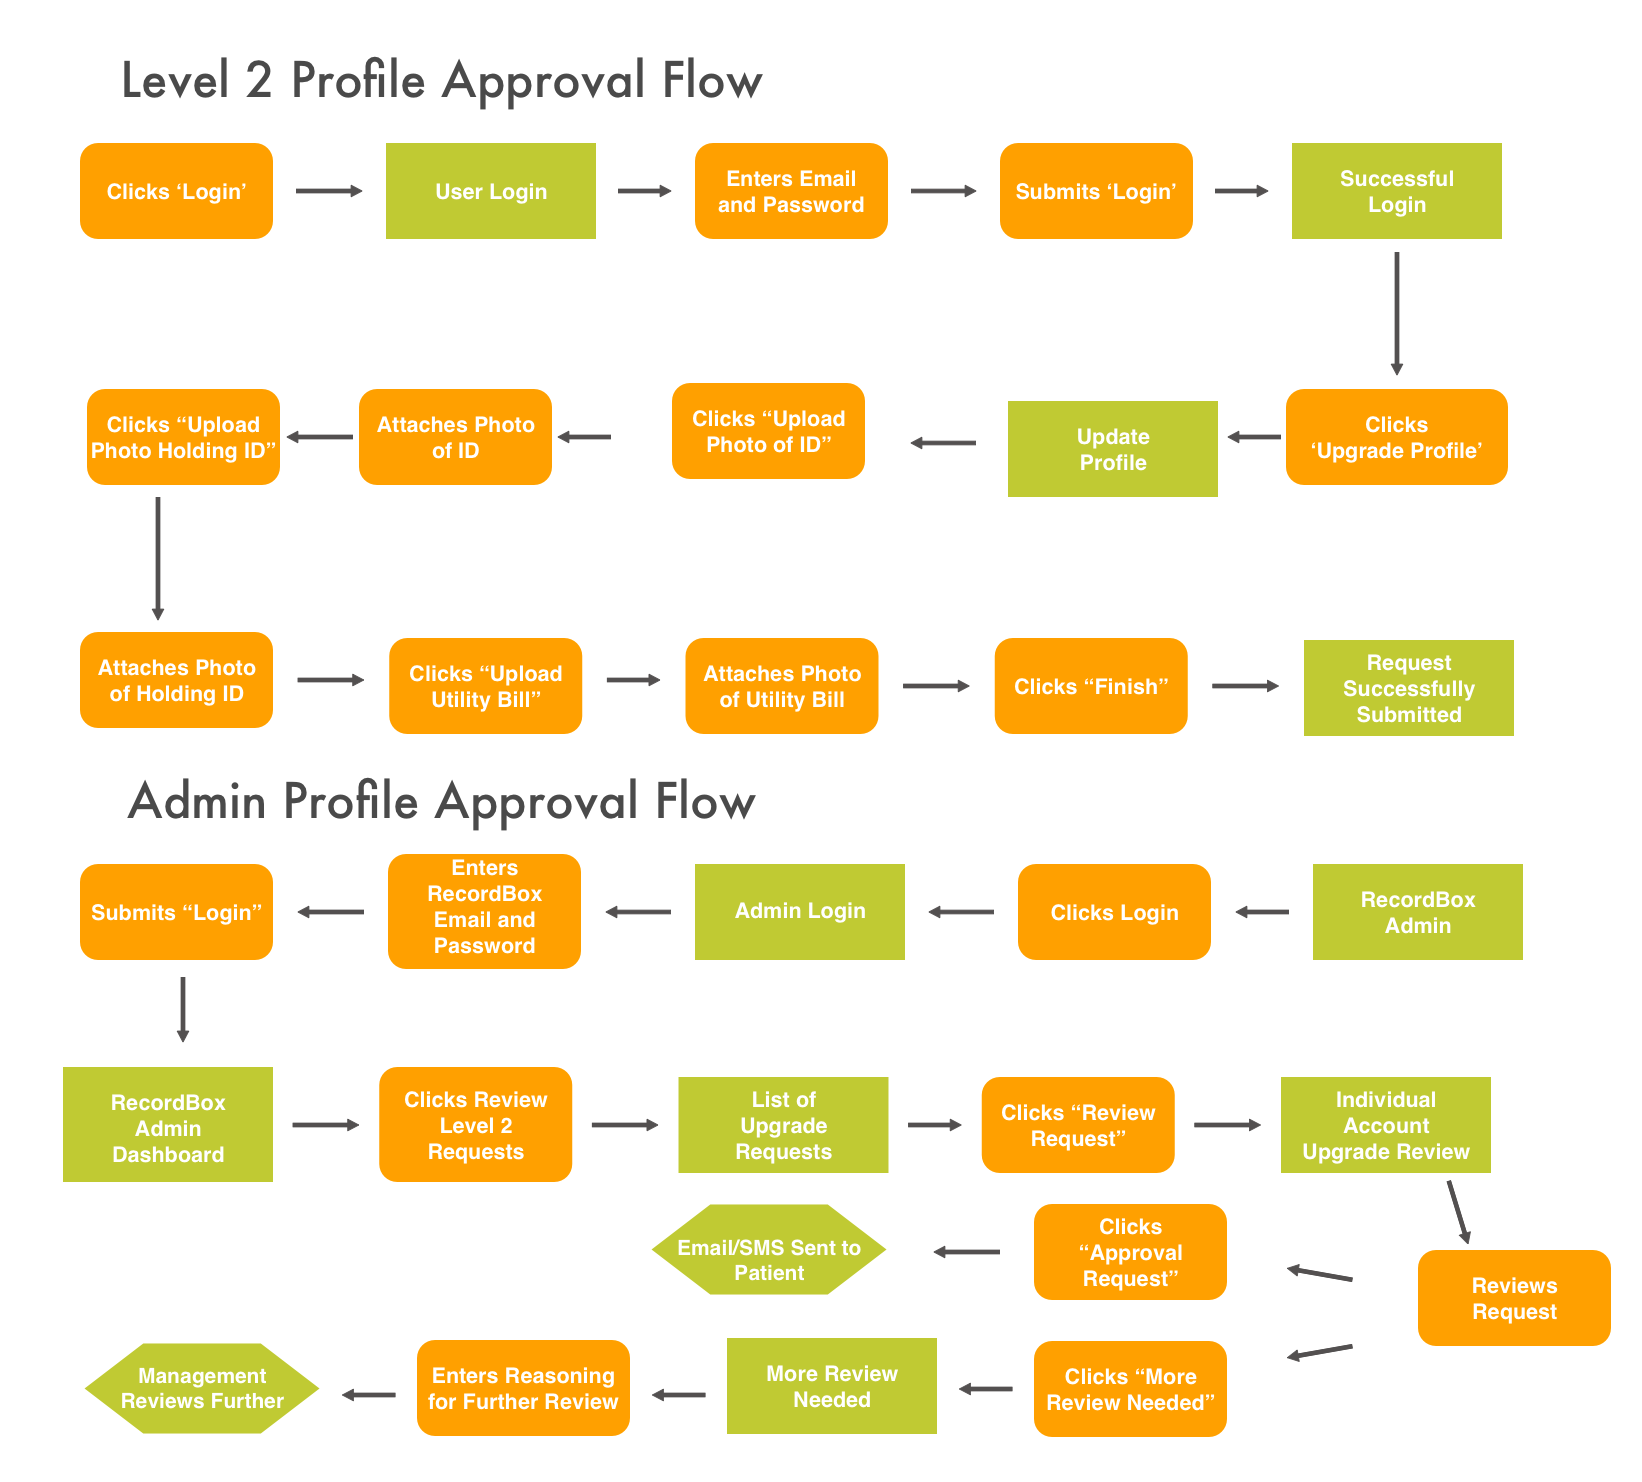 Level 2 Profile Approval Flow
Clicks ‘Login’
User Login
Enters Email
and Password
Submits ‘Login’
Successful
Login
Clicks “Upload
Photo Holding ID”
Attaches Photo
of ID
Clicks “Upload
Photo of ID”
Update
Profile
Clicks
‘Upgrade Profile’
Attaches Photo
of Holding ID
Clicks “Upload
Utility Bill”
Attaches Photo
of Utility Bill
Clicks “Finish”
Request
Successfully
Submitted
Admin Profile Approval Flow
Submits “Login”
Enters
RecordBox
Email and
Password
Admin Login
Clicks Login
RecordBox
Admin
RecordBox
Admin
Dashboard
Clicks Review
Level 2
Requests
List of
Upgrade
Requests
Clicks “Review
Request”
Individual
Account
Upgrade Review
Email/SMS Sent to
Patient
Clicks
“Approval
Request”
Reviews
Request
Management
Reviews Further
Enters Reasoning
for Further Review
More Review
Needed
Clicks “More
Review Needed”